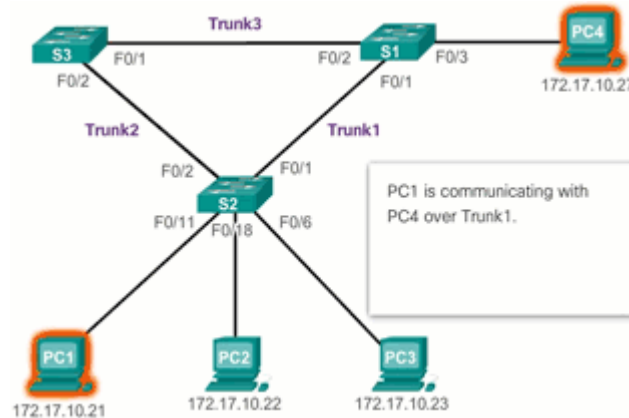 Trunk3
S3
F0/1
F0/2
S1
F0/2
F0/3
F0/1
PC4
172.17.10.27
Trunk2
Trunk1
F0/2
F0/1
S2
F0/11
F0/18
F0/6
PC1 is communicating with
PC4 over Trunk1.
PC1
PC2
PC3
172.17.10.21
172.17.10.22
172.17.10.23